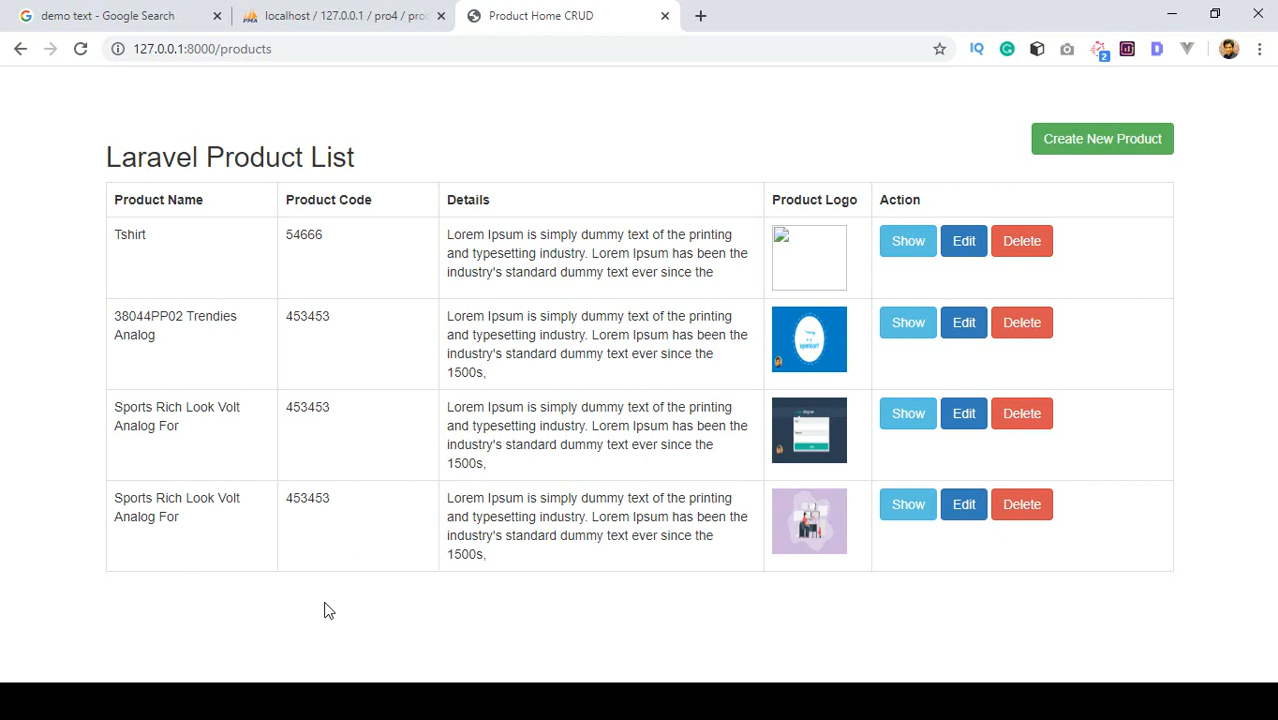 demo text - Google Search
localhost / 127.0.0.1 / pro4 / proc
Product Home CRUD
127.0.0.1:8000/products
IQ
2
Create New Product
Laravel Product List
Product Name Product Code Details Product Logo Action
Tshirt 54666 Lorem Ipsum is simply dummy text of the printing Show Edit Delete
and typesetting industry. Lorem Ipsum has been the
industry's standard dummy text ever since the
38044PP02 Trendies 453453 Lorem Ipsum is simply dummy text of the printing Show Edit Delete
Analog and typesetting industry. Lorem Ipsum has been the
industry's standard dummy text ever since the
1500s,
Sports Rich Look Volt 453453 Lorem Ipsum is simply dummy text of the printing Show Edit Delete
Analog For and typesetting industry. Lorem Ipsum has been the
industry's standard dummy text ever since the
1500s,
Sports Rich Look Volt 453453 Lorem Ipsum is simply dummy text of the printing Show Edit Delete
Analog For and typesetting industry. Lorem Ipsum has been the
industry's standard dummy text ever since the
1500s,